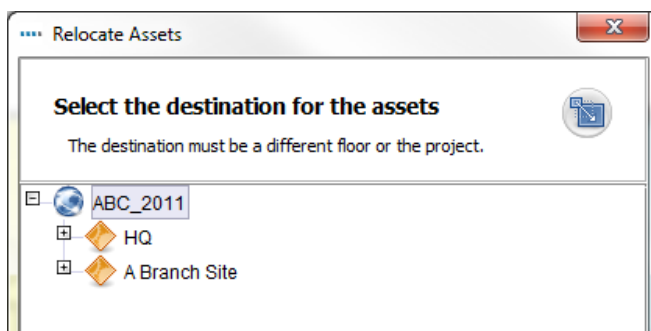 Relocate Assets
Select the destination for the assets
The destination must be a different floor or the project.
ABC_2011
HQ
A Branch Site